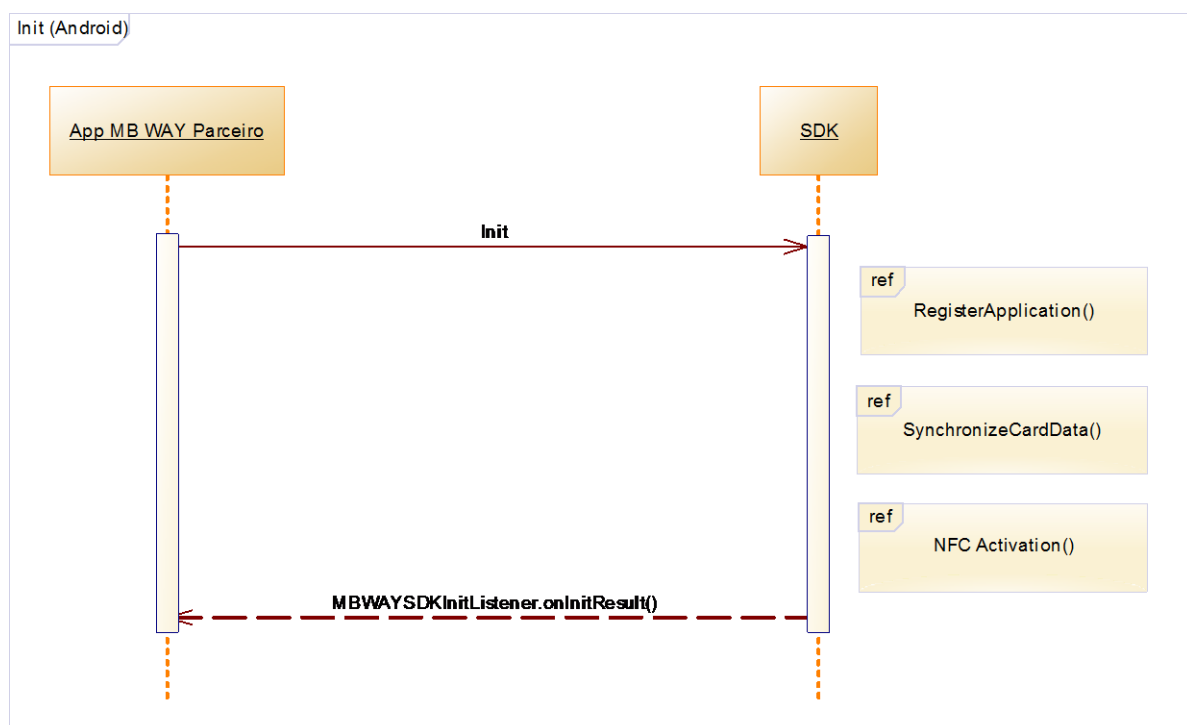 Init (Android)
App MB WAY Parceiro
SDK
Init
ref
RegisterApplication()
ref
SynchronizeCardData()
ref
NFC Activation()
MBWAYSDKInitListener.onInitResult()